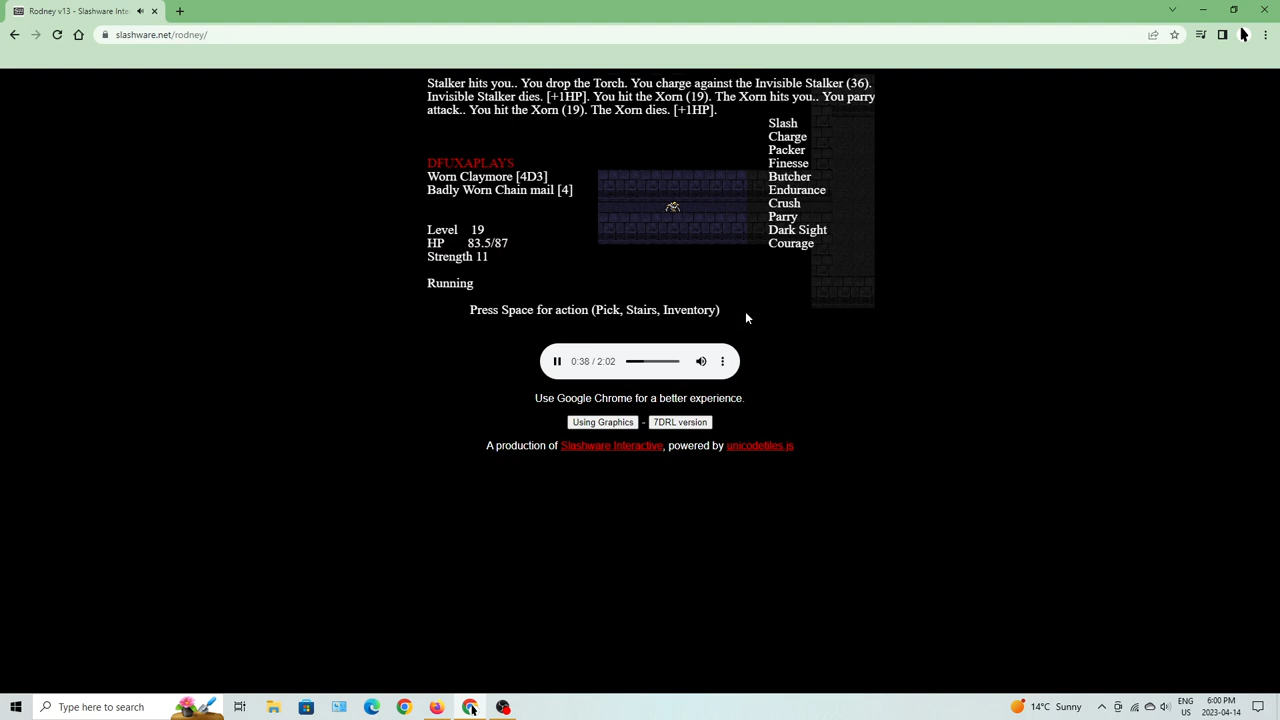 Rodney v13 - Slashware Inte
slashware.net/rodney/
Stalker hits you.. You drop the Torch. You charge against the Invisible Stalker (36).
Invisible Stalker dies. [+1HP]. You hit the Xorn (19). The Xorn hits you.. You parry
attack.. You hit the Xorn (19). The Xorn dies. [+1HP].
Slash
Charge
Packer
Finesse
Butcher
Endurance
Crush
Parry
Dark Sight
Courage
DFUXAPLAYS
Worn Claymore [4D3]
Badly Worn Chain mail [4]
Level 19
HP 83.5/87
Strength 11
Running
Press Space for action (Pick, Stairs, Inventory)
0:38 / 2:02
Use Google Chrome for a better experience.
Using Graphics - 7DRL version
A production of Slashware Interactive, powered by unicodetiles.js
Type here to search
14°C Sunny
ENG
US
6:00 PM
2023-04-14